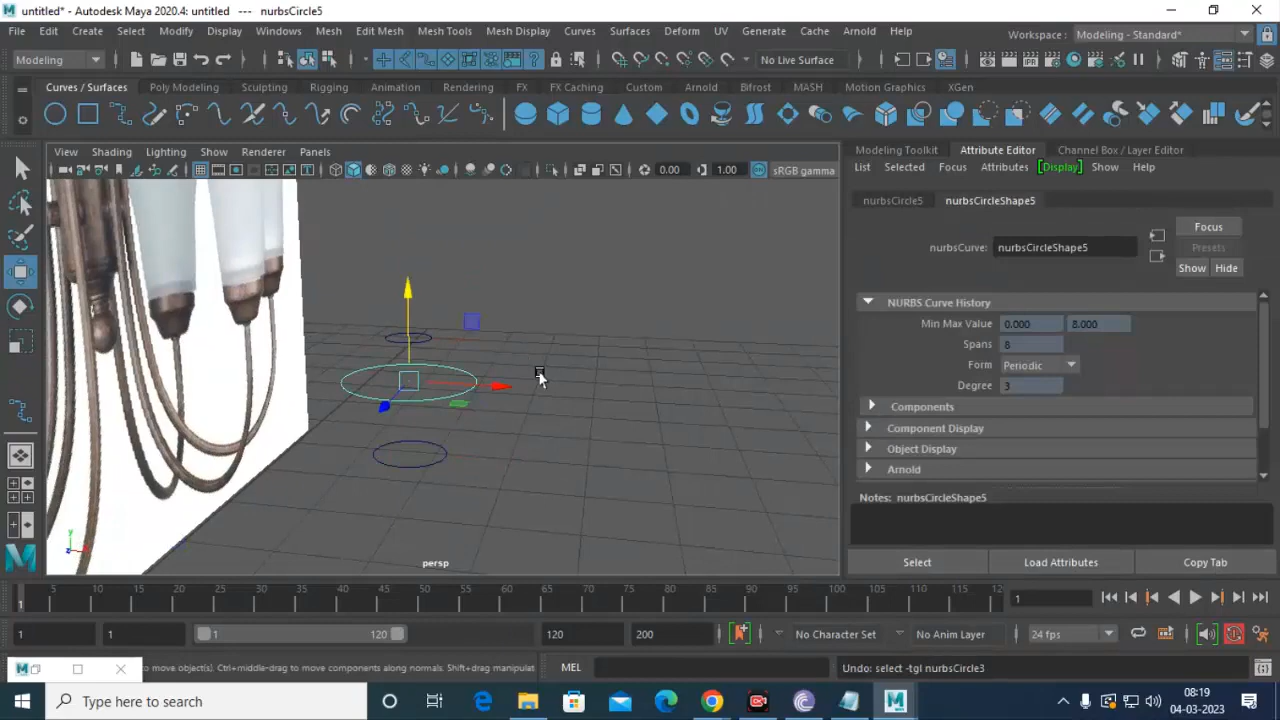 untitled* - Autodesk Maya 2020.4: untitled --- nurbsCircle5
File Edit Create Select Modify Display Windows Mesh Edit Mesh Mesh Tools Mesh Display Curves Surfaces Deform UV Generate Cache Arnold Help
Workspace : Modeling - Standard*
Modeling
No Live Surface
Curves / Surfaces Poly Modeling Sculpting Rigging Animation Rendering FX FX Caching Custom Arnold Bifrost MASH Motion Graphics XGen
View Shading Lighting Show Renderer Panels
0.00 1.00 sRGB gamma
Modeling Toolkit Attribute Editor Channel Box / Layer Editor
List Selected Focus Attributes [Display] Show Help
nurbsCircle5 nurbsCircleShape5
Focus
nurbsCurve: nurbsCircleShape5
Presets
Show Hide
NURBS Curve History
Min Max Value 0.000 8.000
Spans 8
Form Periodic
Degree 3
Components
Component Display
Object Display
Arnold
Notes: nurbsCircleShape5
Select Load Attributes Copy Tab
y
z
persp
5 10 15 20 25 30 35 40 45 50 55 60 65 70 75 80 85 90 95 100 105 110 115 12
1
1
1 1 1 120 120 200 No Character Set No Anim Layer 24 fps
M
to move object(s). Ctrl+middle-drag to move components along normals. Shift+drag manipulat
MEL
Undo: select -tgl nurbsCircle3
Type here to search
08:19
04-03-2023